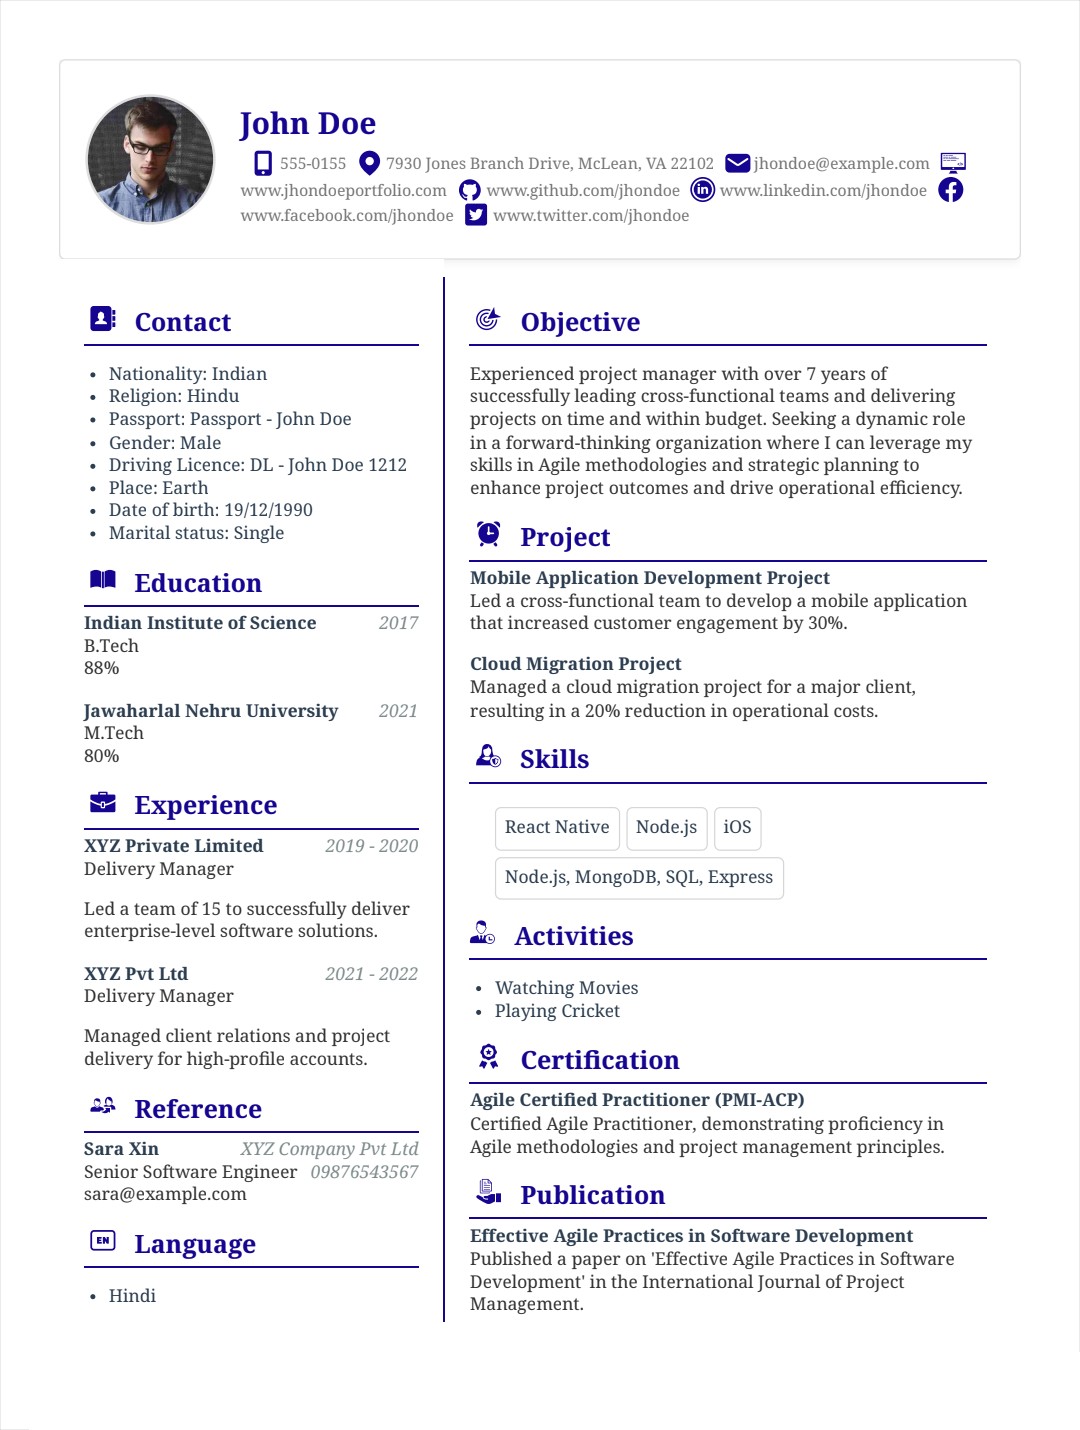 John Doe
555-0155 7930 Jones Branch Drive, McLean, VA 22102 jhondoe@example.com
www.jhondoeportfolio.com www.github.com/jhondoe www.linkedin.com/jhondoe
www.facebook.com/jhondoe www.twitter.com/jhondoe
Contact
Nationality: Indian
Religion: Hindu
Passport: Passport - John Doe
Gender: Male
Driving Licence: DL - John Doe 1212
Place: Earth
Date of birth: 19/12/1990
Marital status: Single
Education
Indian Institute of Science 2017
B.Tech
88%
Jawaharlal Nehru University 2021
M.Tech
80%
Experience
XYZ Private Limited 2019 - 2020
Delivery Manager
Led a team of 15 to successfully deliver
enterprise-level software solutions.
XYZ Pvt Ltd 2021 - 2022
Delivery Manager
Managed client relations and project
delivery for high-profile accounts.
Reference
Sara Xin XYZ Company Pvt Ltd
Senior Software Engineer 09876543567
sara@example.com
EN
Language
Hindi
Objective
Experienced project manager with over 7 years of
successfully leading cross-functional teams and delivering
projects on time and within budget. Seeking a dynamic role
in a forward-thinking organization where I can leverage my
skills in Agile methodologies and strategic planning to
enhance project outcomes and drive operational efficiency.
Project
Mobile Application Development Project
Led a cross-functional team to develop a mobile application
that increased customer engagement by 30%.
Cloud Migration Project
Managed a cloud migration project for a major client,
resulting in a 20% reduction in operational costs.
Skills
React Native Node.js iOS
Node.js, MongoDB, SQL, Express
Activities
Watching Movies
Playing Cricket
Certification
Agile Certified Practitioner (PMI-ACP)
Certified Agile Practitioner, demonstrating proficiency in
Agile methodologies and project management principles.
Publication
Effective Agile Practices in Software Development
Published a paper on 'Effective Agile Practices in Software
Development' in the International Journal of Project
Management.